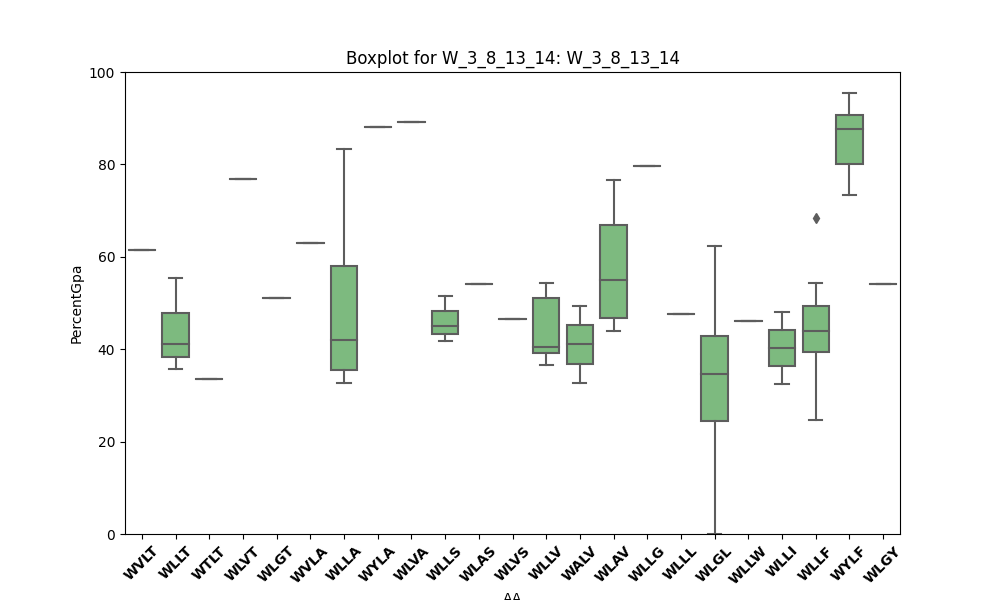 Boxplot for W_3_8_13_14: W_3_8_13_14
PercentGpa
100
80
60
40
20
0
WVLT WLLT WTLT WLVT WLGT WVLA WLLA WYLA WLVA WLLS WLAS WLVS WLLV WALV WLAV WLLG WLLL WLGL WLLW WLLI WLLF WYLF WLGY
AA